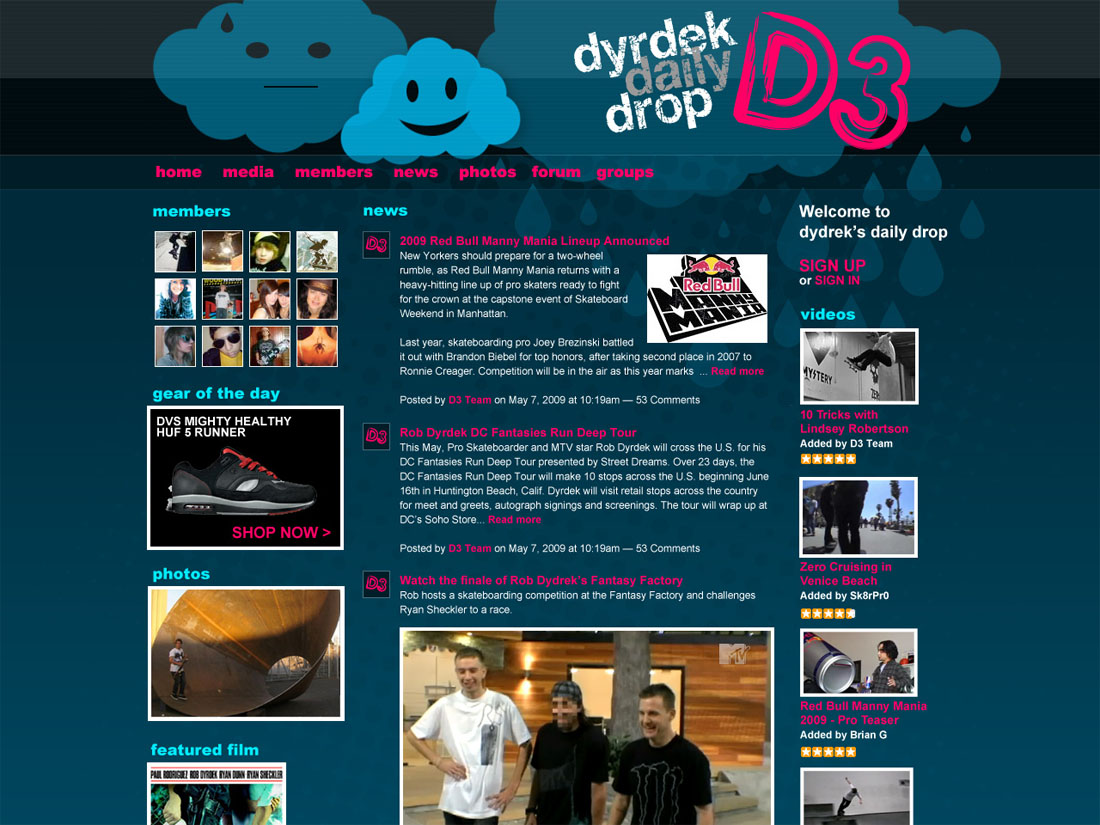 dyrdek
daily
drop
D3
home media members news photos forum groups
members
gear of the day
DVS MIGHTY HEALTHY
HUF 5 RUNNER
SHOP NOW >
photos
featured film
PAUL RODRIGUEZ ROB DYRDEK RYAN DUNN RYAN SHECKLER
news
D3
2009 Red Bull Manny Mania Lineup Announced
New Yorkers should prepare for a two-wheel
rumble, as Red Bull Manny Mania returns with a
heavy-hitting line up of pro skaters ready to fight
for the crown at the capstone event of Skateboard
Weekend in Manhattan.
Red Bull
MANNY
MANIA
Last year, skateboarding pro Joey Brezinski battled
it out with Brandon Biebel for top honors, after taking second place in 2007 to
Ronnie Creager. Competition will be in the air as this year marks ... Read more
Posted by D3 Team on May 7, 2009 at 10:19am — 53 Comments
D3
Rob Dyrdek DC Fantasies Run Deep Tour
This May, Pro Skateboarder and MTV star Rob Dyrdek will cross the U.S. for his
DC Fantasies Run Deep Tour presented by Street Dreams. Over 23 days, the
DC Fantasies Run Deep Tour will make 10 stops across the U.S. beginning June
16th in Huntington Beach, Calif. Dyrdek will visit retail stops across the country
for meet and greets, autograph signings and screenings. The tour will wrap up at
DC's Soho Store... Read more
Posted by D3 Team on May 7, 2009 at 10:19am — 53 Comments
D3
Watch the finale of Rob Dydrek's Fantasy Factory
Rob hosts a skateboarding competition at the Fantasy Factory and challenges
Ryan Sheckler to a race.
MTV
Welcome to
dydrek's daily drop
SIGN UP
or SIGN IN
videos
MYSTERY
ZERO
10 Tricks with
Lindsey Robertson
Added by D3 Team
Zero Cruising in
Venice Beach
Added by Sk8rPr0
Red Bull Manny Mania
2009 - Pro Teaser
Added by Brian G